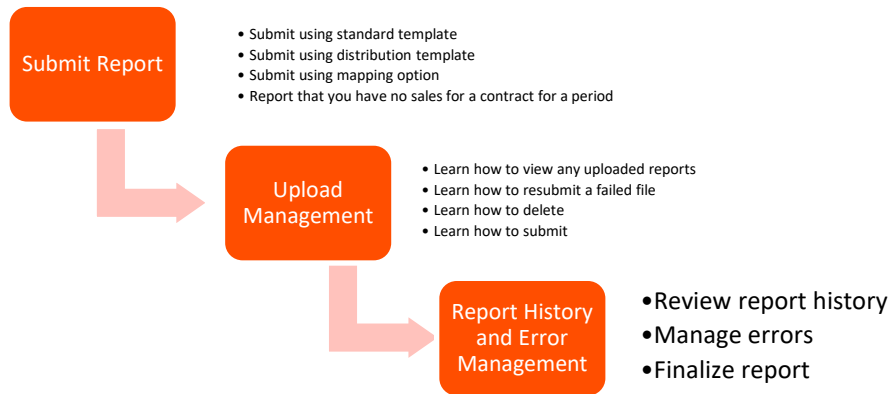 Submit Report
• Submit using standard template
• Submit using distribution template
• Submit using mapping option
• Report that you have no sales for a contract for a period
Upload
Management
• Learn how to view any uploaded reports
• Learn how to resubmit a failed file
• Learn how to delete
• Learn how to submit
Report History
and Error
Management
•Review report history
•Manage errors
•Finalize report